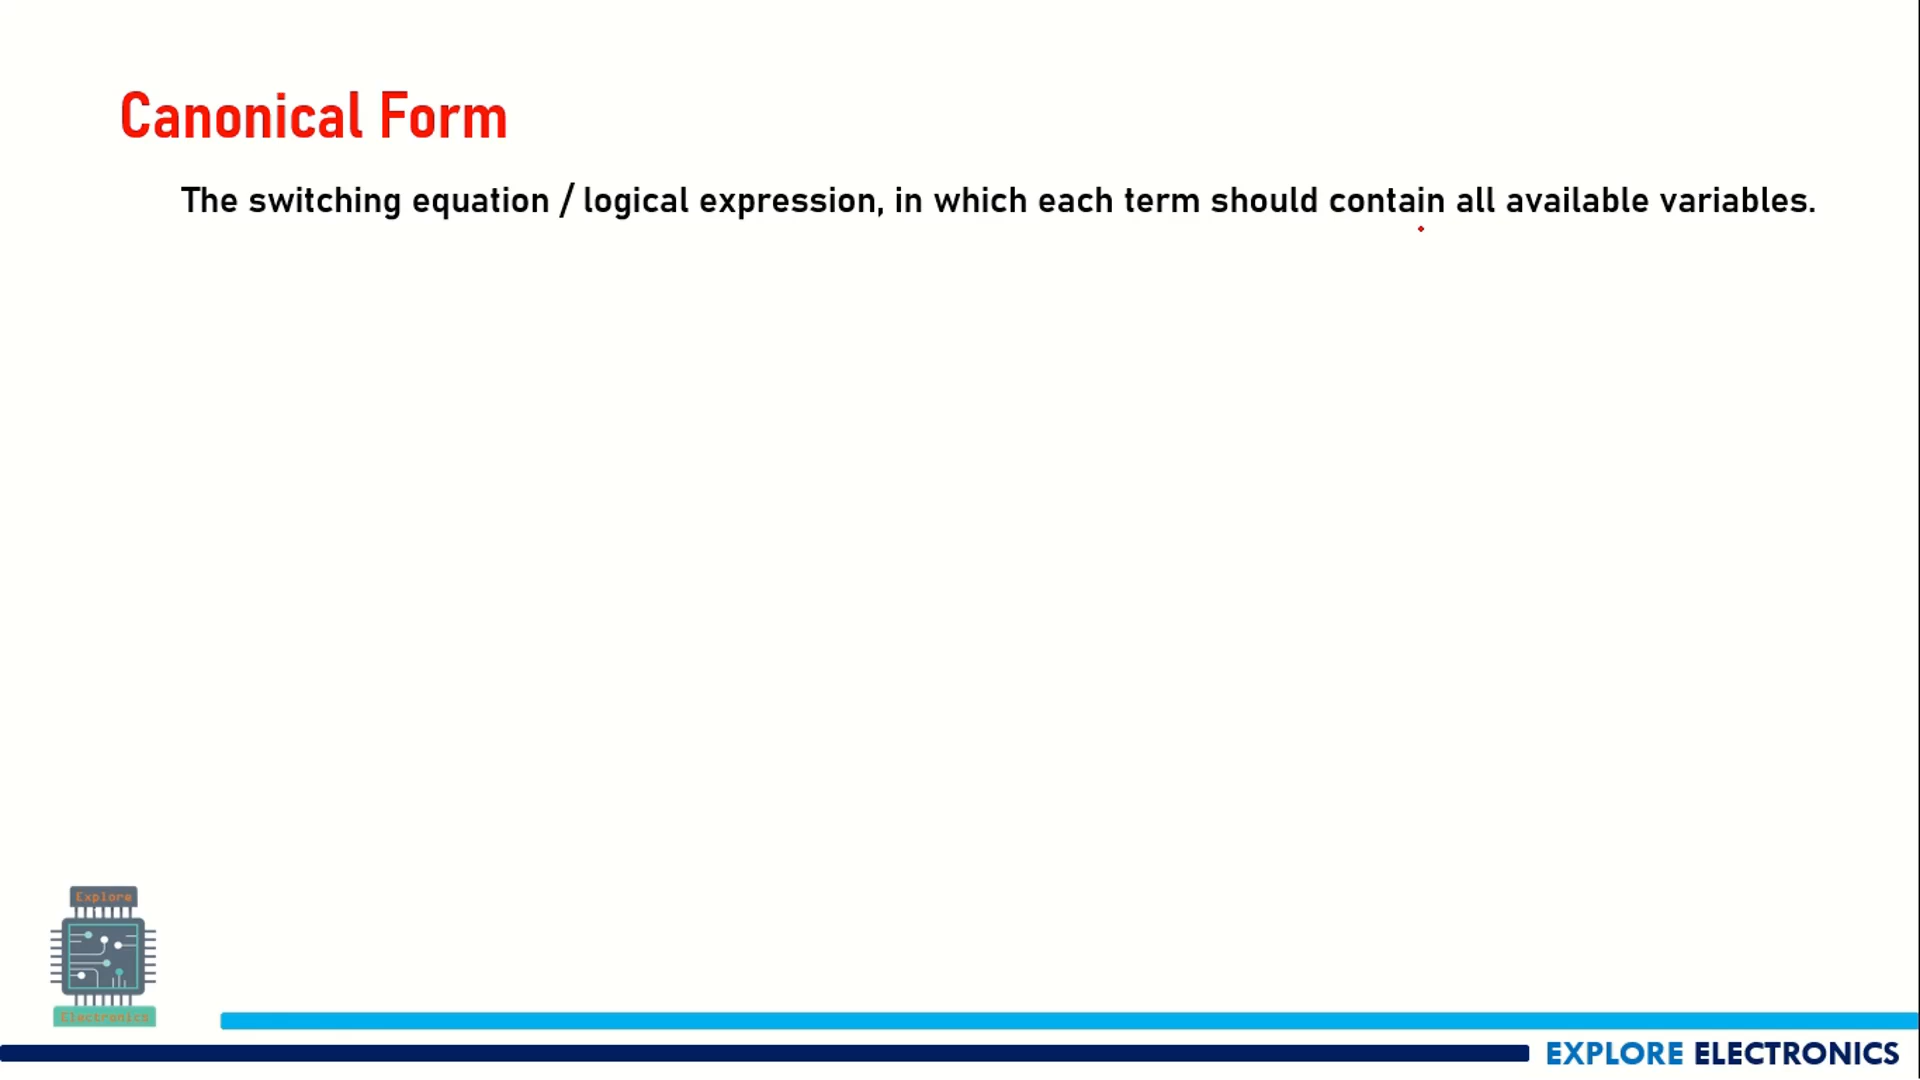 Canonical Form
The switching equation / logical expression, in which each term should contain all available variables.
Explore
Electronics
EXPLORE ELECTRONICS